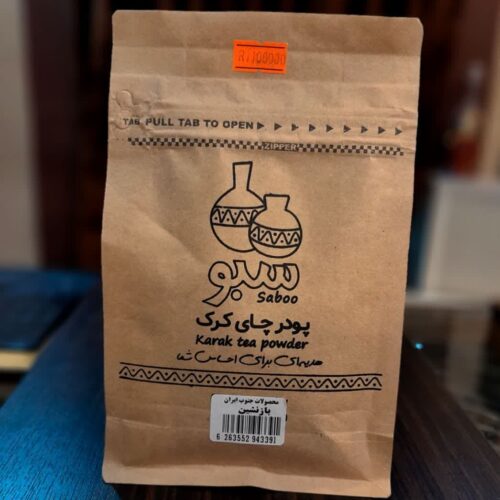 R1100000
TAB PULL TAB TO OPEN
ZIPPER
سبو
Saboo
پودر چای کرک
Karak tea powder
هدیه‌ای برای احساس شما
محصولات جنوب ایران
بازنشین
6 263552 943391